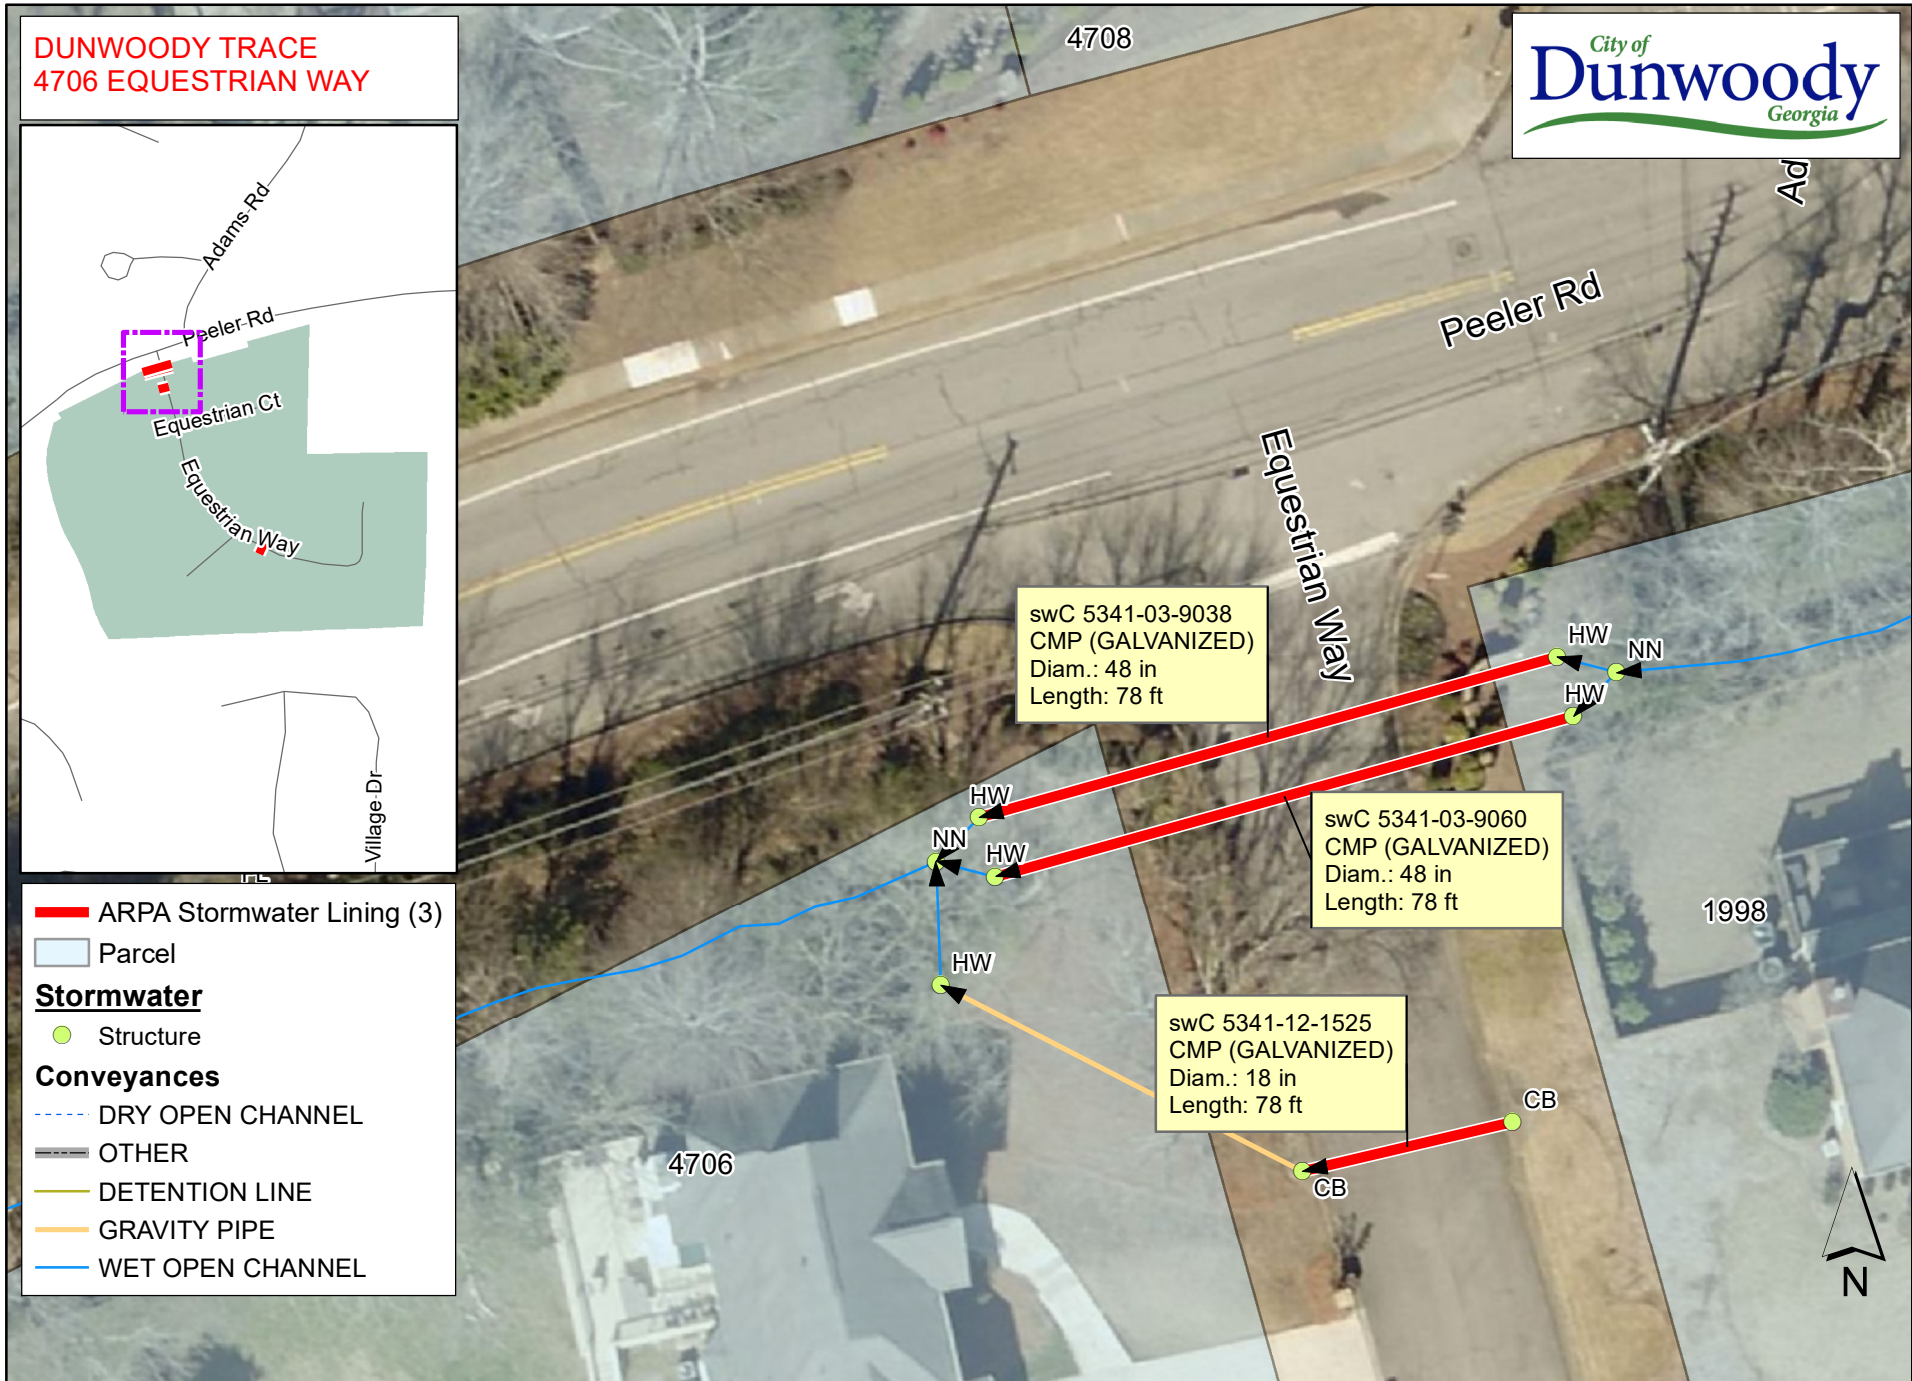 DUNWOODY TRACE
4706 EQUESTRIAN WAY
City of
Dunwoody
Georgia
4708
Ad
Peeler Rd
Equestrian Way
Adams Rd
Peeler Rd
Equestrian Ct
Equestrian Way
Village Dr
swC 5341-03-9038
CMP (GALVANIZED)
Diam.: 48 in
Length: 78 ft
HW
NN
HW
HW
NN
HW
swC 5341-03-9060
CMP (GALVANIZED)
Diam.: 48 in
Length: 78 ft
1998
HW
swC 5341-12-1525
CMP (GALVANIZED)
Diam.: 18 in
Length: 78 ft
CB
CB
4706
N
ARPA Stormwater Lining (3)
Parcel
Stormwater
Structure
Conveyances
DRY OPEN CHANNEL
OTHER
DETENTION LINE
GRAVITY PIPE
WET OPEN CHANNEL